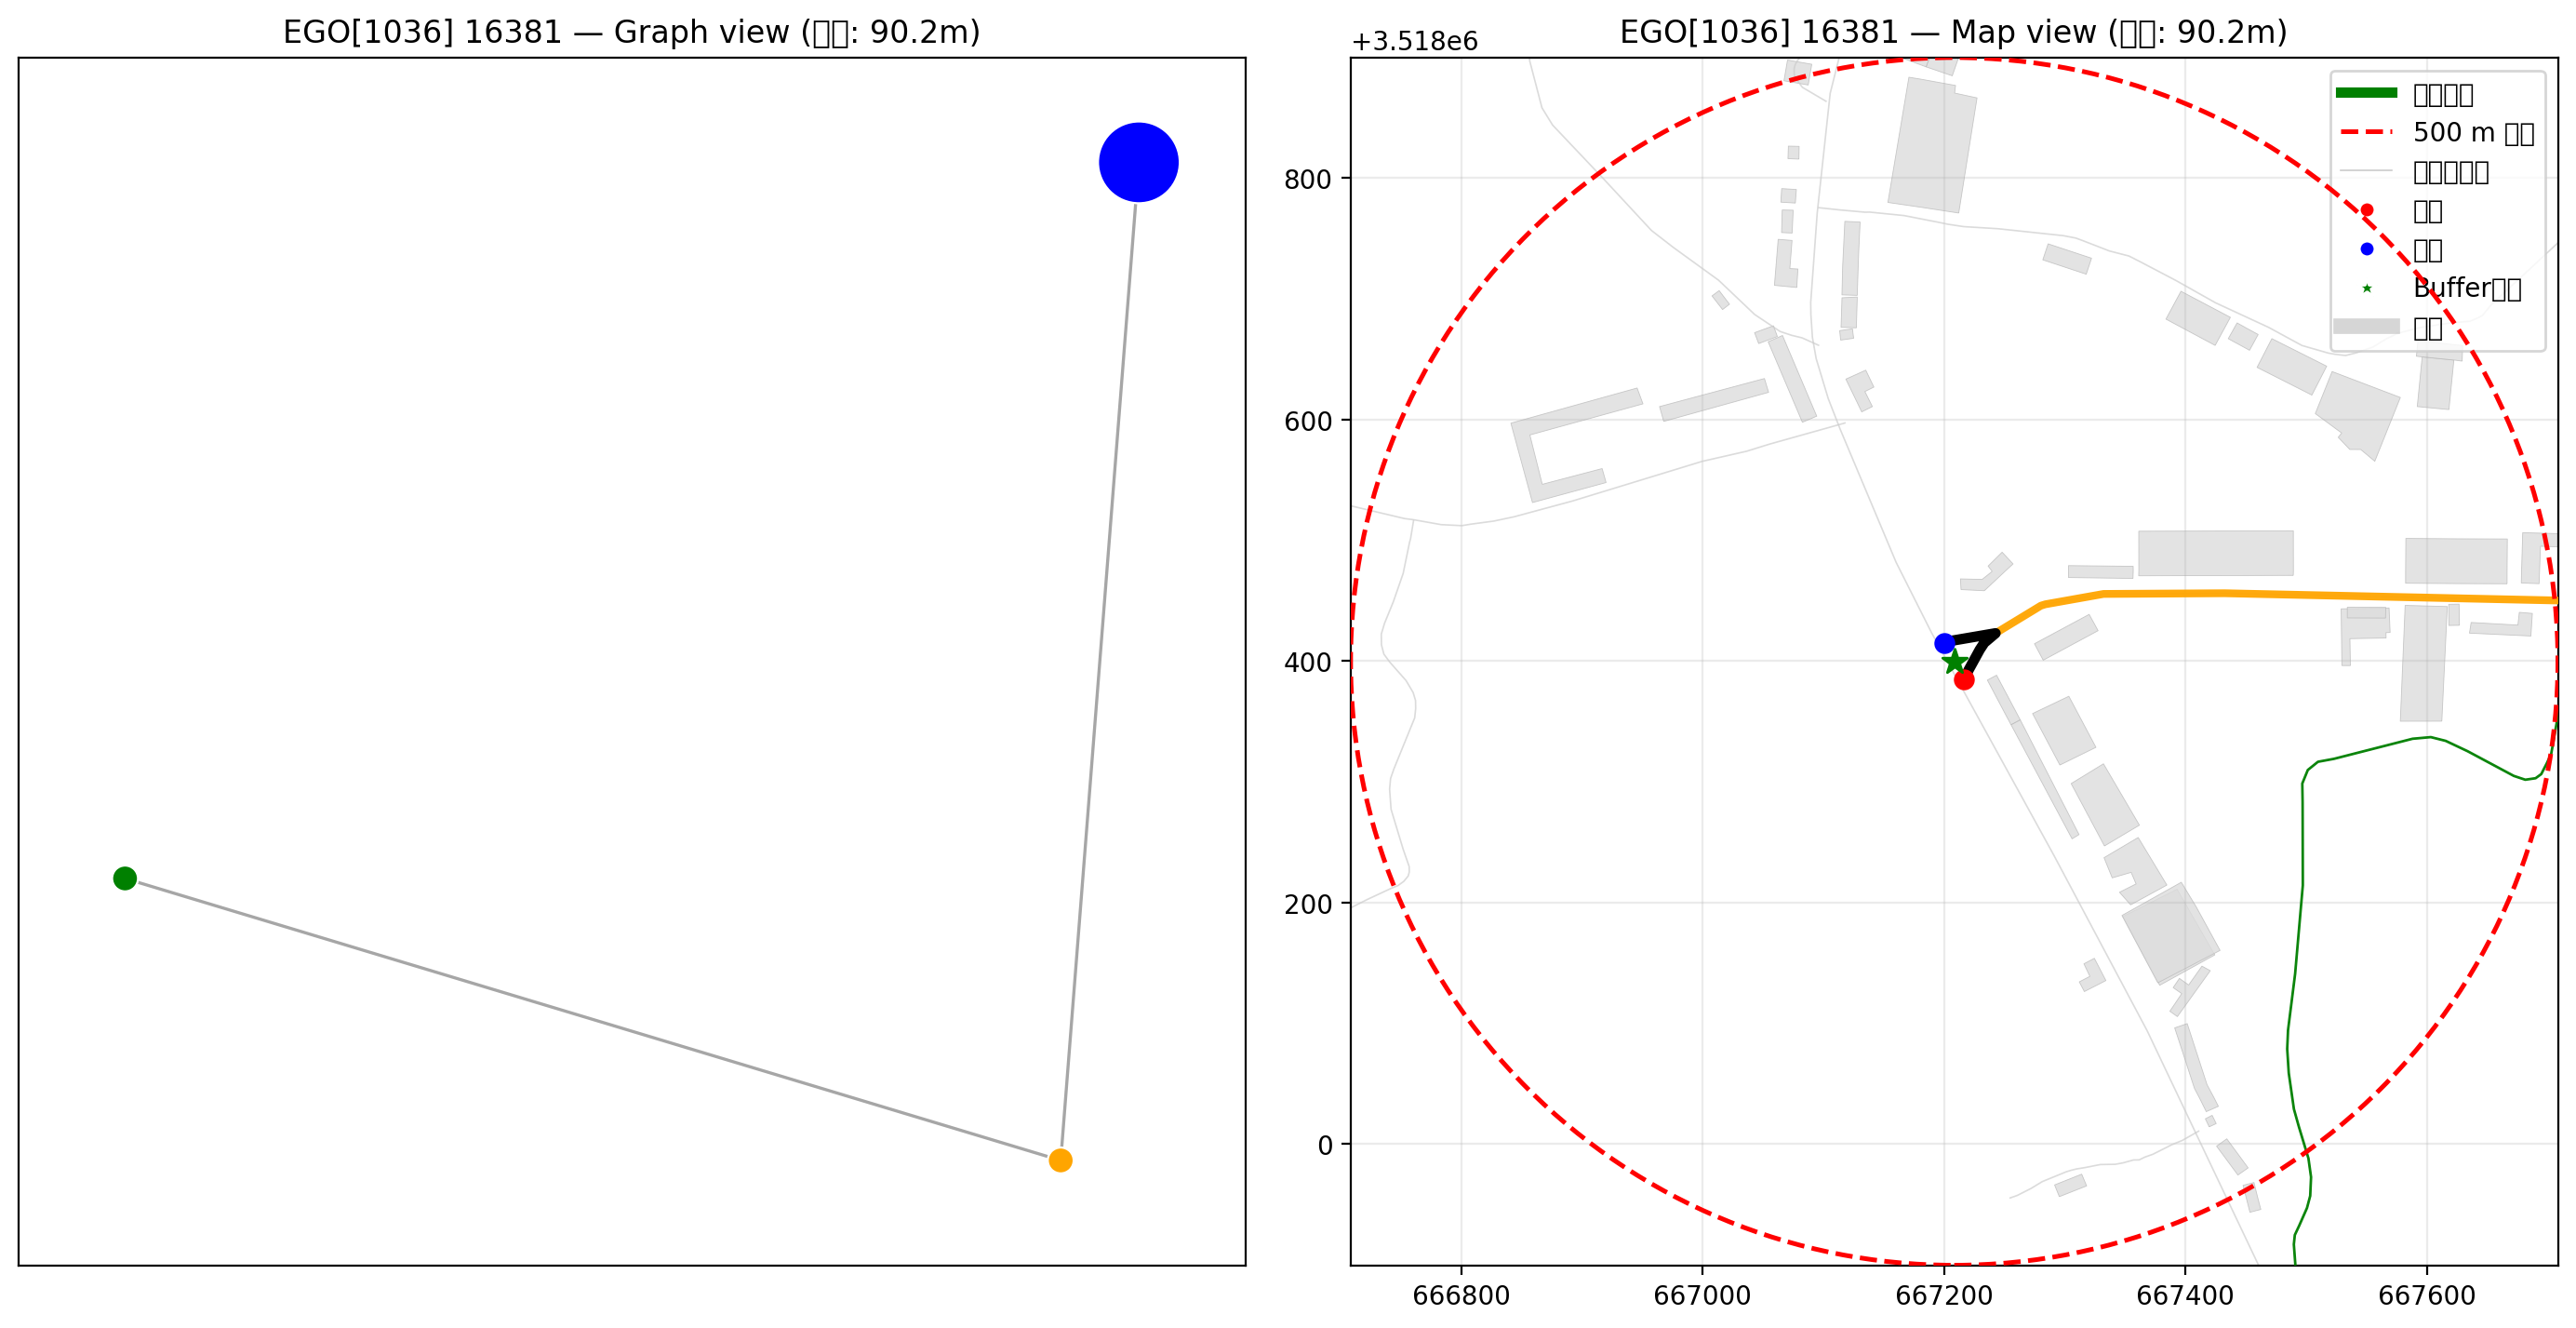 EGO[1036] 16381 — Graph view (: 90.2m)
EGO[1036] 16381 — Map view (: 90.2m)
+3.518e6
500 m
Buffer
800
600
400
200
0
666800
667000
667200
667400
667600